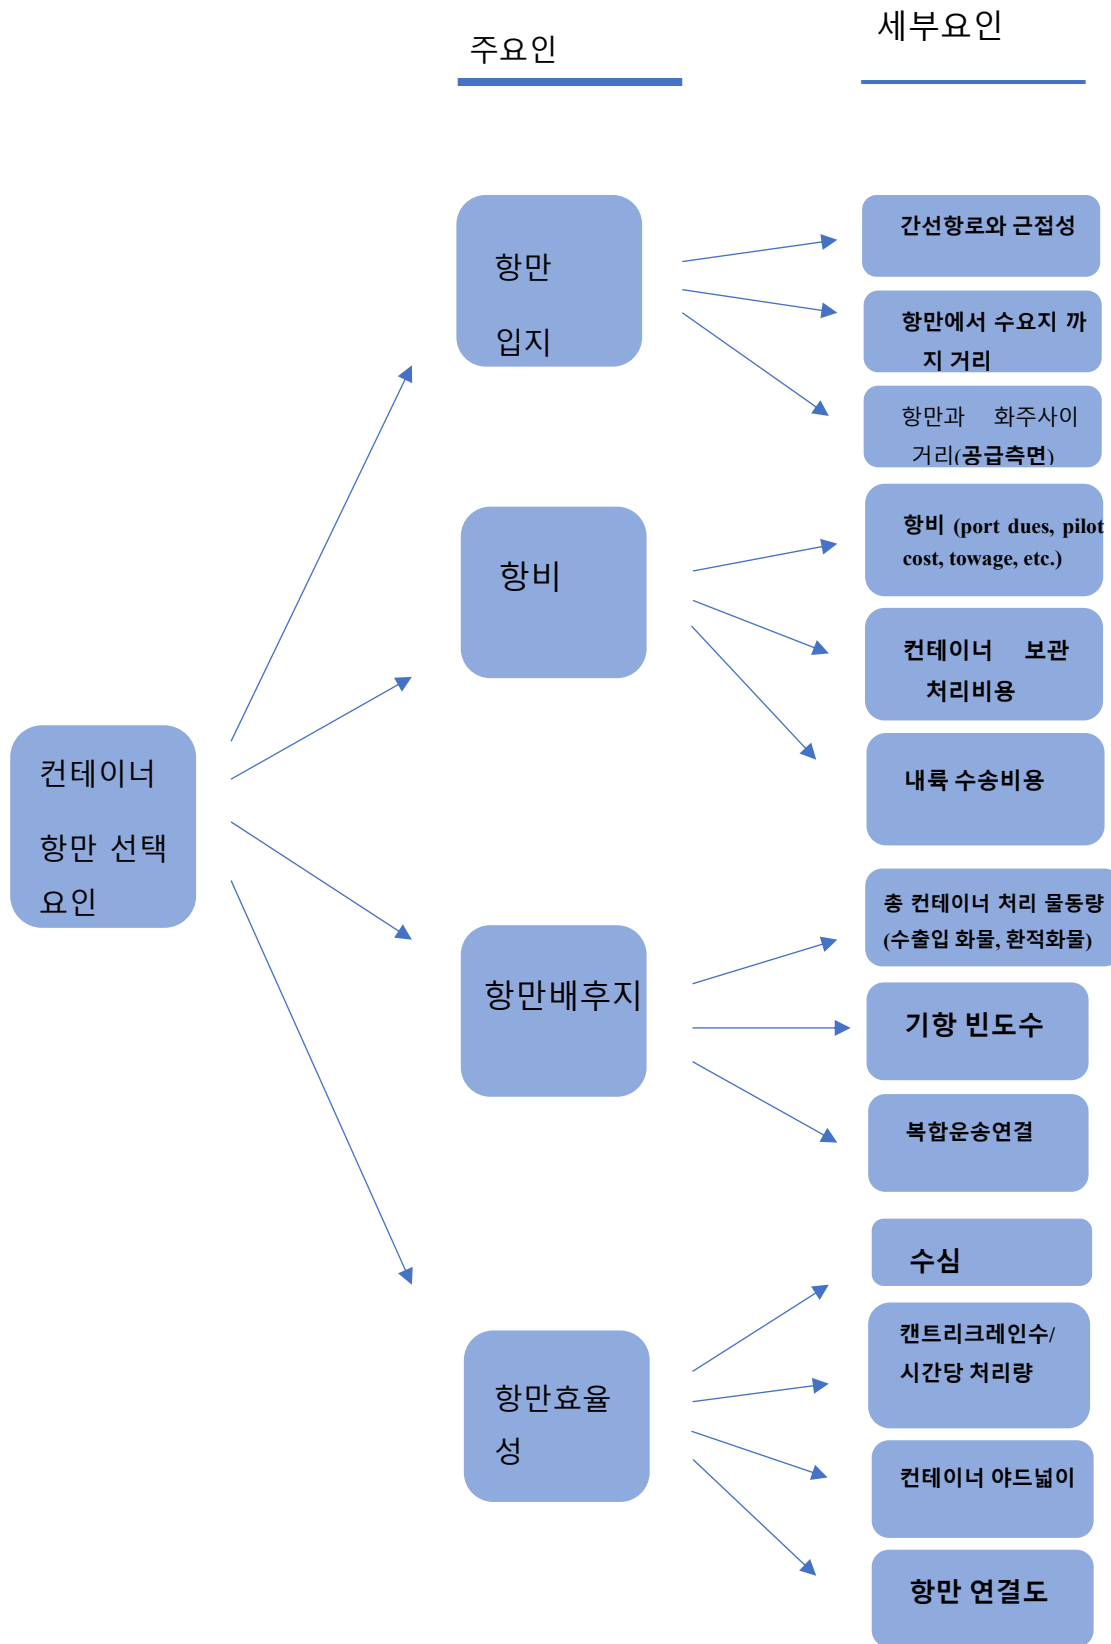 주요인
세부요인
컨테이너
항만 선택
요인
항만
입지
간선항로와 근접성
항만에서 수요지 까
지 거리
항만과 화주사이
거리(공급측면)
항비
항비 (port dues, pilot
cost, towage, etc.)
컨테이너 보관
처리비용
내륙 수송비용
항만배후지
총 컨테이너 처리 물동량
(수출입 화물, 환적화물)
기항 빈도수
복합운송연결
항만효율
성
수심
캔트리크레인수/
시간당 처리량
컨테이너 야드넓이
항만 연결도